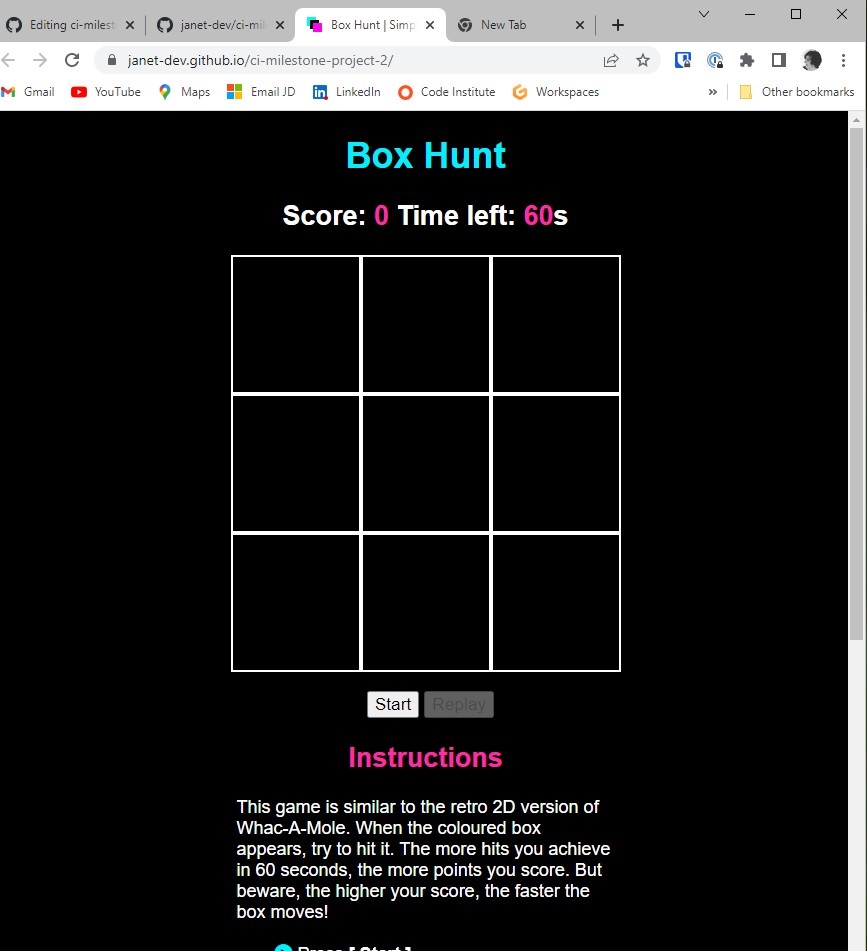 Editing ci-milest
janet-dev/ci-mil
Box Hunt | Simp
New Tab
janet-dev.github.io/ci-milestone-project-2/
Gmail
YouTube
Maps
Email JD
LinkedIn
Code Institute
Workspaces
»
Other bookmarks
Box Hunt
Score: 0 Time left: 60s
Start Replay
Instructions
This game is similar to the retro 2D version of
Whac-A-Mole. When the coloured box
appears, try to hit it. The more hits you achieve
in 60 seconds, the more points you score. But
beware, the higher your score, the faster the
box moves!
Press [ Start ]